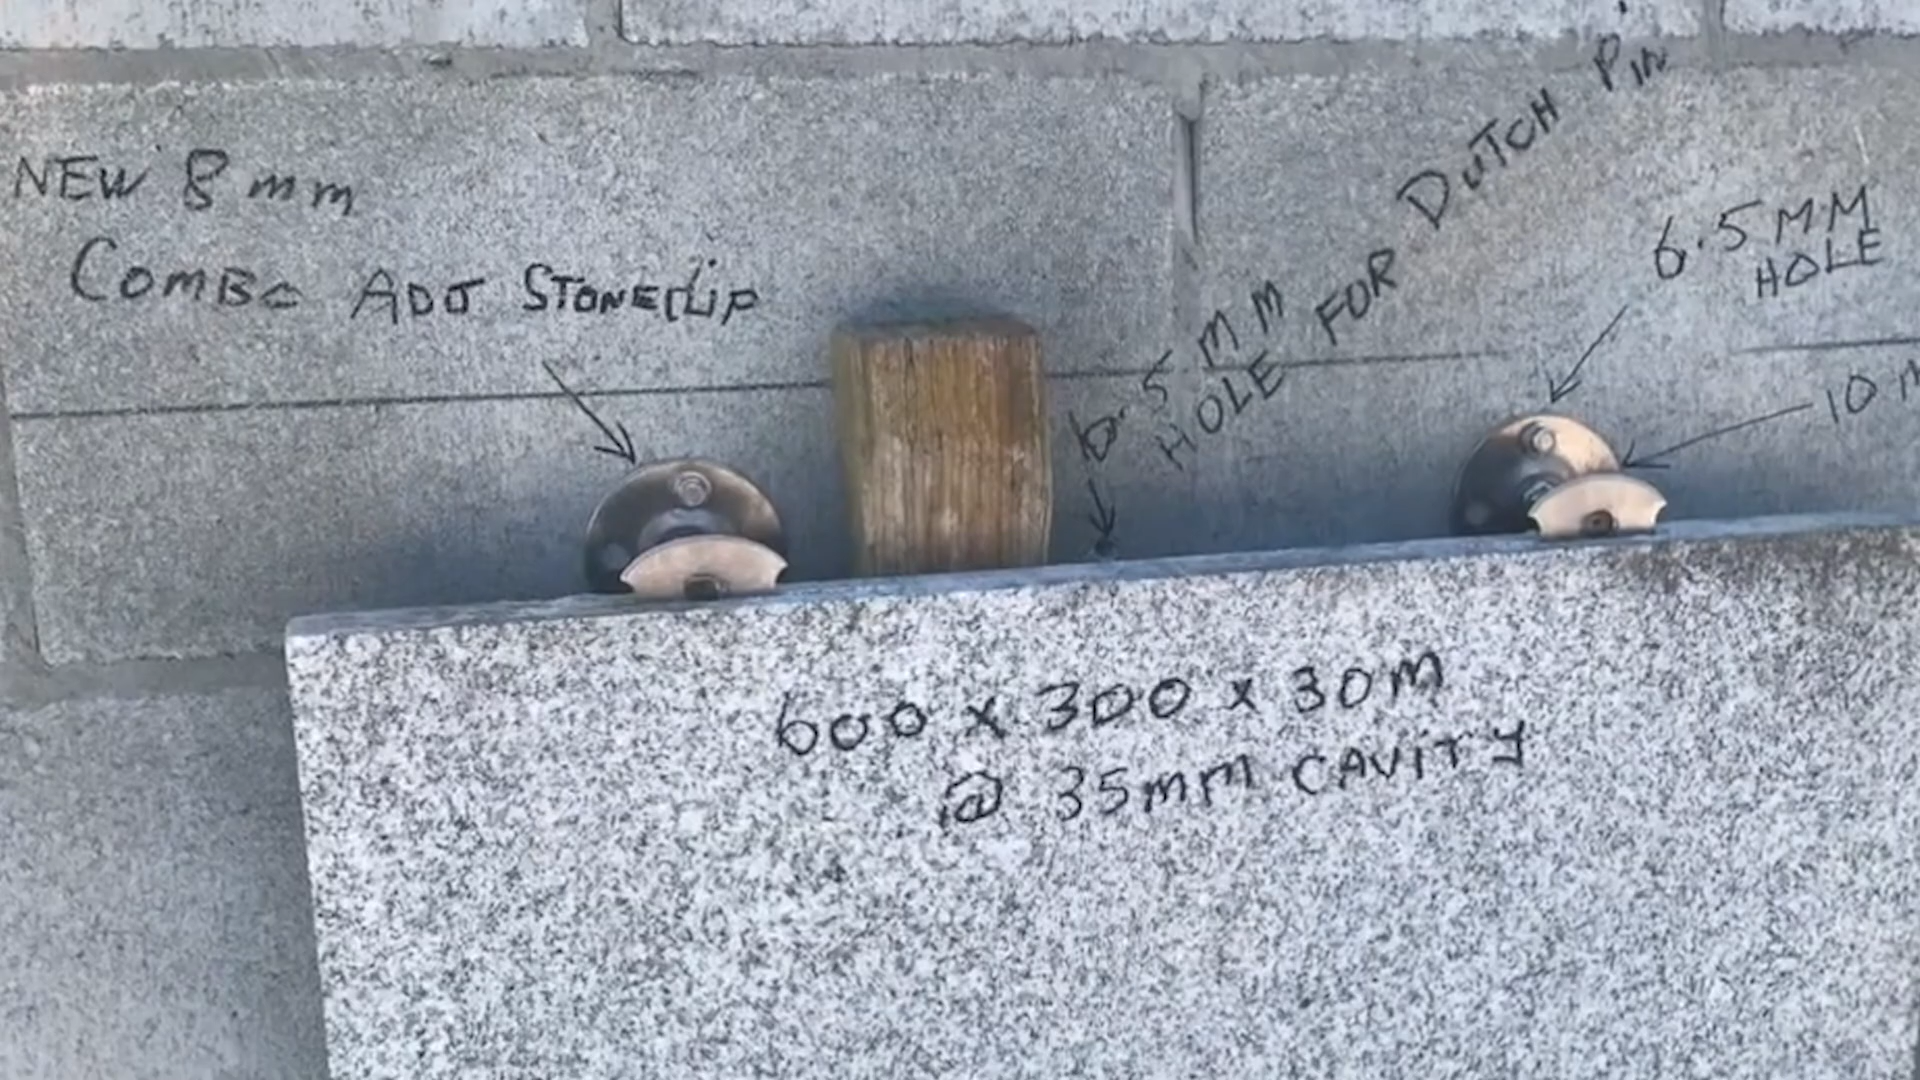 NEW 8mm
COMBO ADJ STONECLIP
6.5MM
HOLE FOR DUTCH PIN
6.5MM
HOLE
10
600 x 300 x 30m
@ 35mm CAVITY